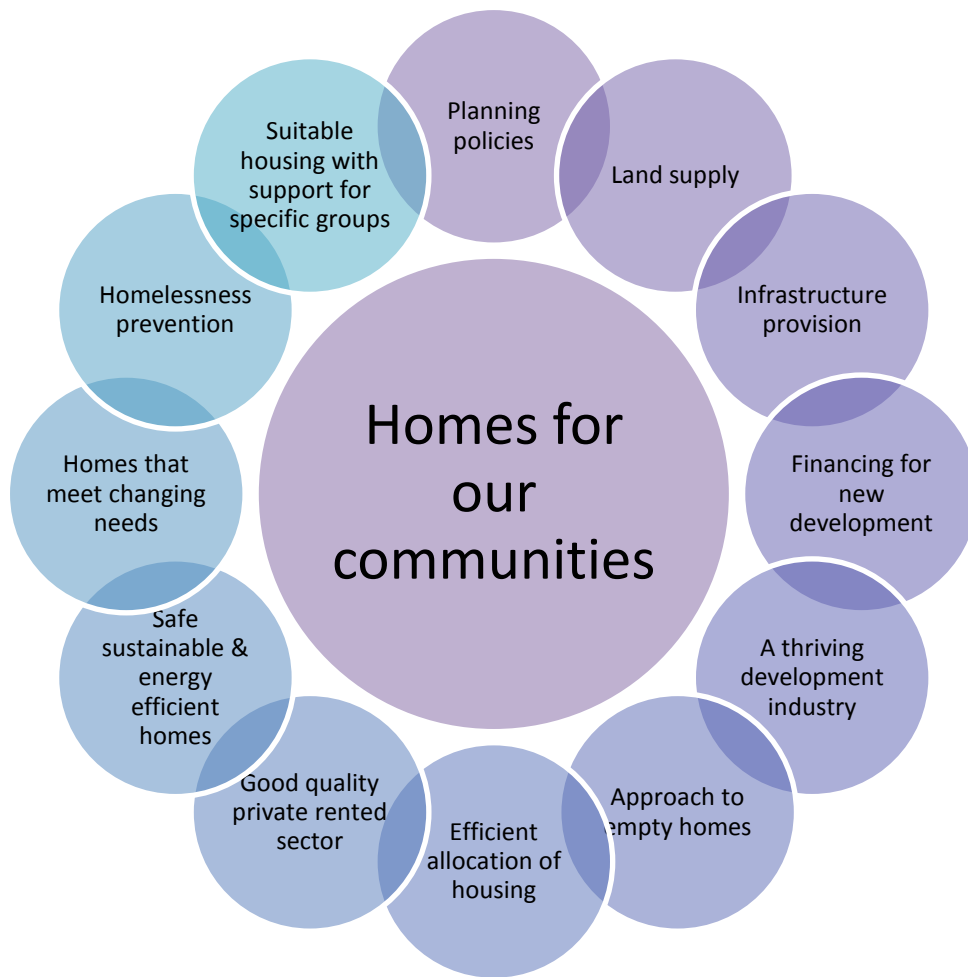 Planning
policies
Land supply
Infrastructure
provision
Financing for
new
development
A thriving
development
industry
Approach to
empty homes
Efficient
allocation of
housing
Good quality
private rented
sector
Safe
sustainable &
energy
efficient
homes
Homes that
meet changing
needs
Homelessness
prevention
Suitable
housing with
support for
specific groups
Homes for
our
communities